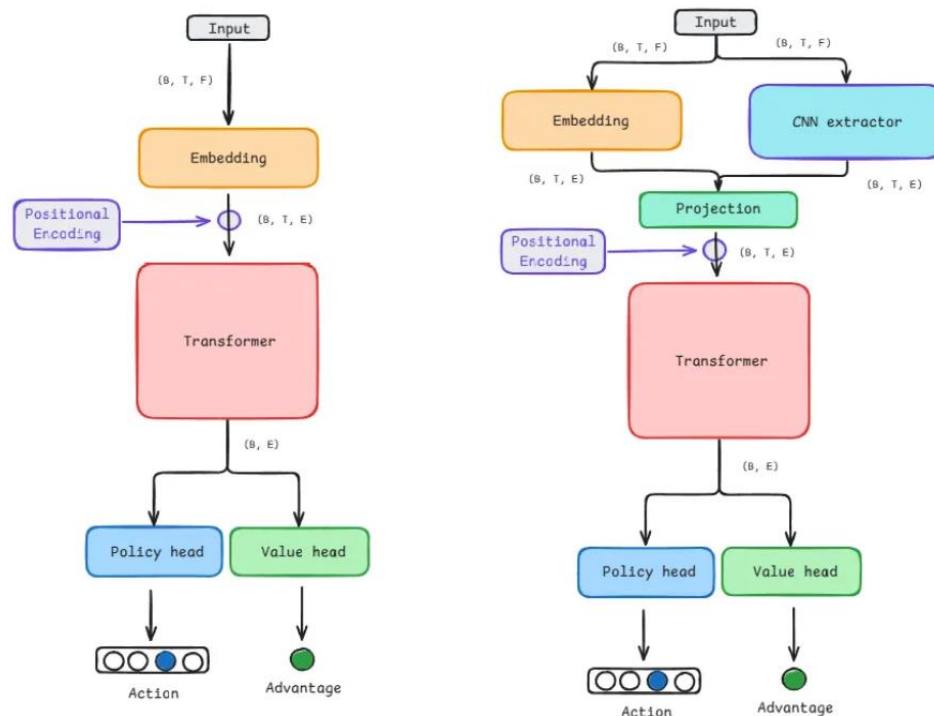 Input
(B, T, F)
Embedding
Positional
Encoding
(B, T, E)
Transformer
(B, E)
Policy head
Value head
Action
Advantage
Input
(B, T, F)
(B, T, F)
Embedding
CNN extractor
(B, T, E)
(B, T, E)
Projection
Positional
Encoding
(B, T, E)
Transformer
(B, E)
Policy head
Value head
Action
Advantage